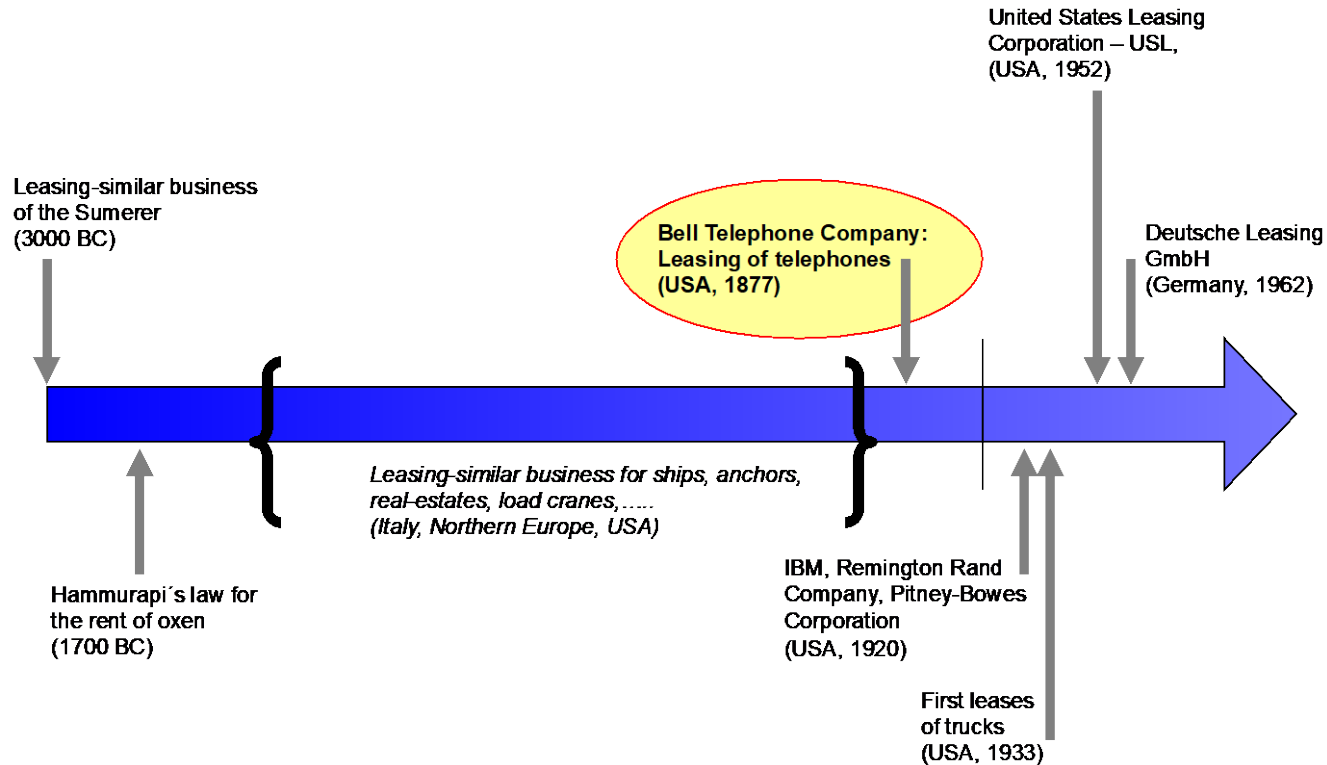 United States Leasing
Corporation – USL,
(USA, 1952)
Leasing-similar business
of the Sumerer
(3000 BC)
Bell Telephone Company:
Leasing of telephones
(USA, 1877)
Deutsche Leasing
GmbH
(Germany, 1962)
Leasing-similar business for ships, anchors,
real-estates, load cranes,.....
(Italy, Northern Europe, USA)
Hammurapi´s law for
the rent of oxen
(1700 BC)
IBM, Remington Rand
Company, Pitney-Bowes
Corporation
(USA, 1920)
First leases
of trucks
(USA, 1933)